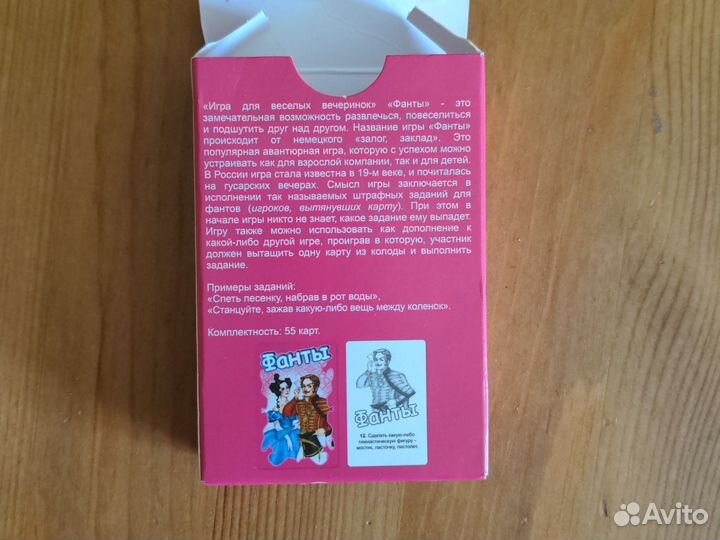 «Игра для веселых вечеринок» «Фанты» - это
замечательная возможность развлечься, повеселиться
и подшутить друг над другом. Название игры «Фанты»
происходит от немецкого «залог, заклад». Это
популярная авантюрная игра, которую с успехом можно
устраивать как для взрослой компании, так и для детей.
В России игра стала известна в 19-м веке, и почиталась
на гусарских вечерах. Смысл игры заключается в
исполнении так называемых штрафных заданий для
фантов (игроков, вытянувших карту). При этом в
начале игры никто не знает, какое задание ему выпадет.
Игру также можно использовать как дополнение к
какой-либо другой игре, проиграв в которую, участник
должен вытащить одну карту из колоды и выполнить
задание.
Примеры заданий:
«Спеть песенку, набрав в рот воды»,
«Станцуйте, зажав какую-либо вещь между коленок».
Комплектность: 55 карт.
Фанты
Фанты
12. Сделать какую-либо
гимнастическую фигуру -
мостик, ласточку, пистолет.
Avito